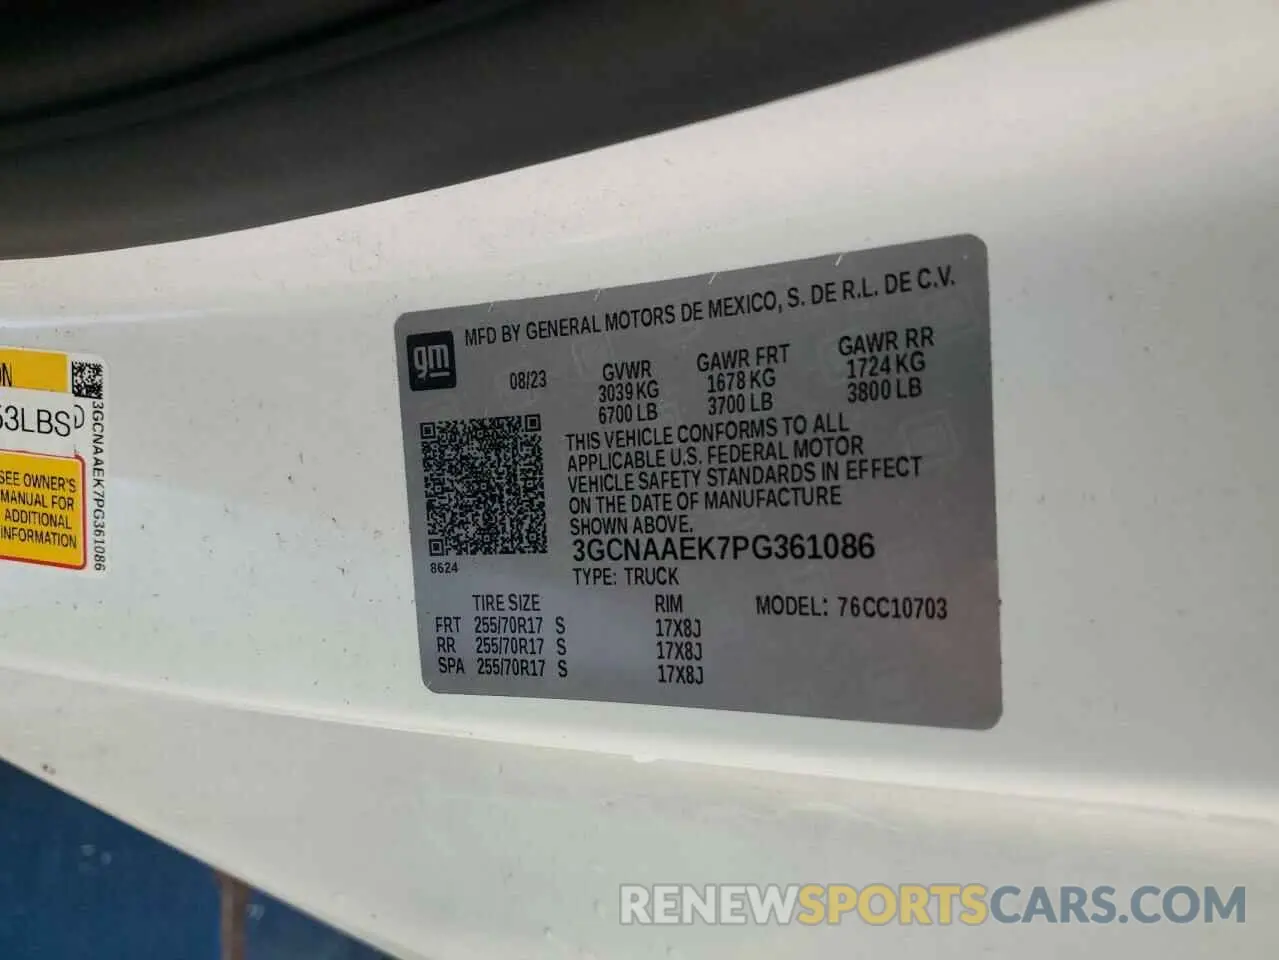 MFD BY GENERAL MOTORS DE MEXICO, S. DE R.L. DE C.V.
gm
08/23 GVWR GAWR FRT GAWR RR
3039 KG 1678 KG 1724 KG
6700 LB 3700 LB 3800 LB
THIS VEHICLE CONFORMS TO ALL
APPLICABLE U.S. FEDERAL MOTOR
VEHICLE SAFETY STANDARDS IN EFFECT
ON THE DATE OF MANUFACTURE
SHOWN ABOVE.
3GCNAAEK7PG361086
8624
TYPE: TRUCK
TIRE SIZE RIM MODEL: 76CC10703
FRT 255/70R17 S 17X8J
RR 255/70R17 S 17X8J
SPA 255/70R17 S 17X8J
53LBS
SEE OWNER'S
MANUAL FOR
ADDITIONAL
INFORMATION
3GCNAAEK7PG361086
RENEWSPORTSCARS.COM